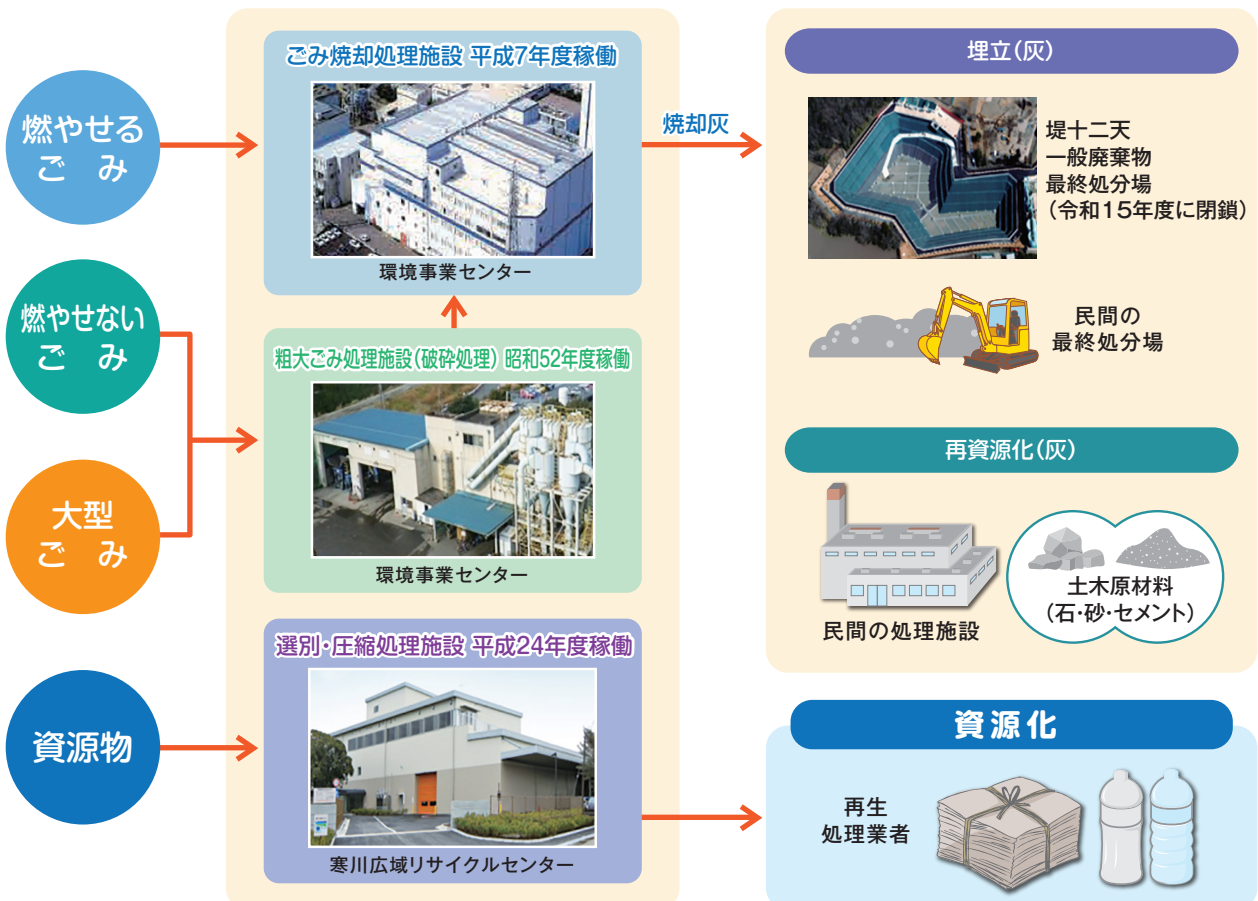 燃やせる
ご み
燃やせない
ご み
大型
ご み
資源物
ごみ焼却処理施設 平成7年度稼働
環境事業センター
粗大ごみ処理施設(破砕処理) 昭和52年度稼働
環境事業センター
選別・圧縮処理施設 平成24年度稼働
寒川広域リサイクルセンター
焼却灰
埋立(灰)
堤十二天
一般廃棄物
最終処分場
(令和15年度に閉鎖)
民間の
最終処分場
再資源化(灰)
民間の処理施設
土木原材料
(石・砂・セメント)
資源化
再生
処理業者